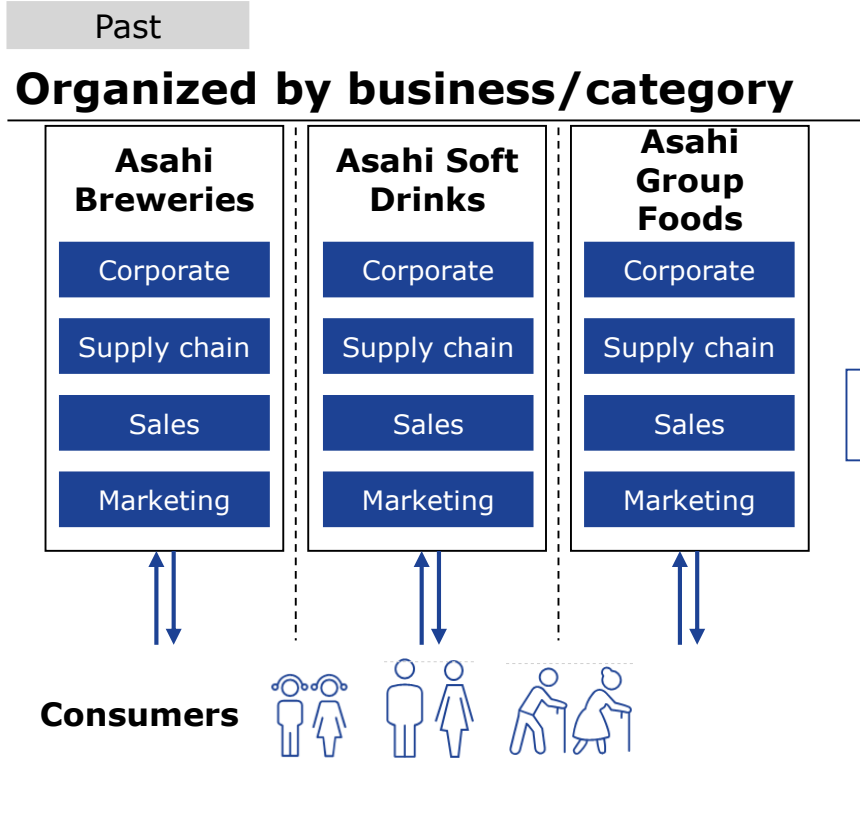 Past
Organized by business/category
Asahi
Breweries
Corporate
Supply chain
Sales
Marketing
Asahi Soft
Drinks
Corporate
Supply chain
Sales
Marketing
Asahi
Group
Foods
Corporate
Supply chain
Sales
Marketing
Consumers